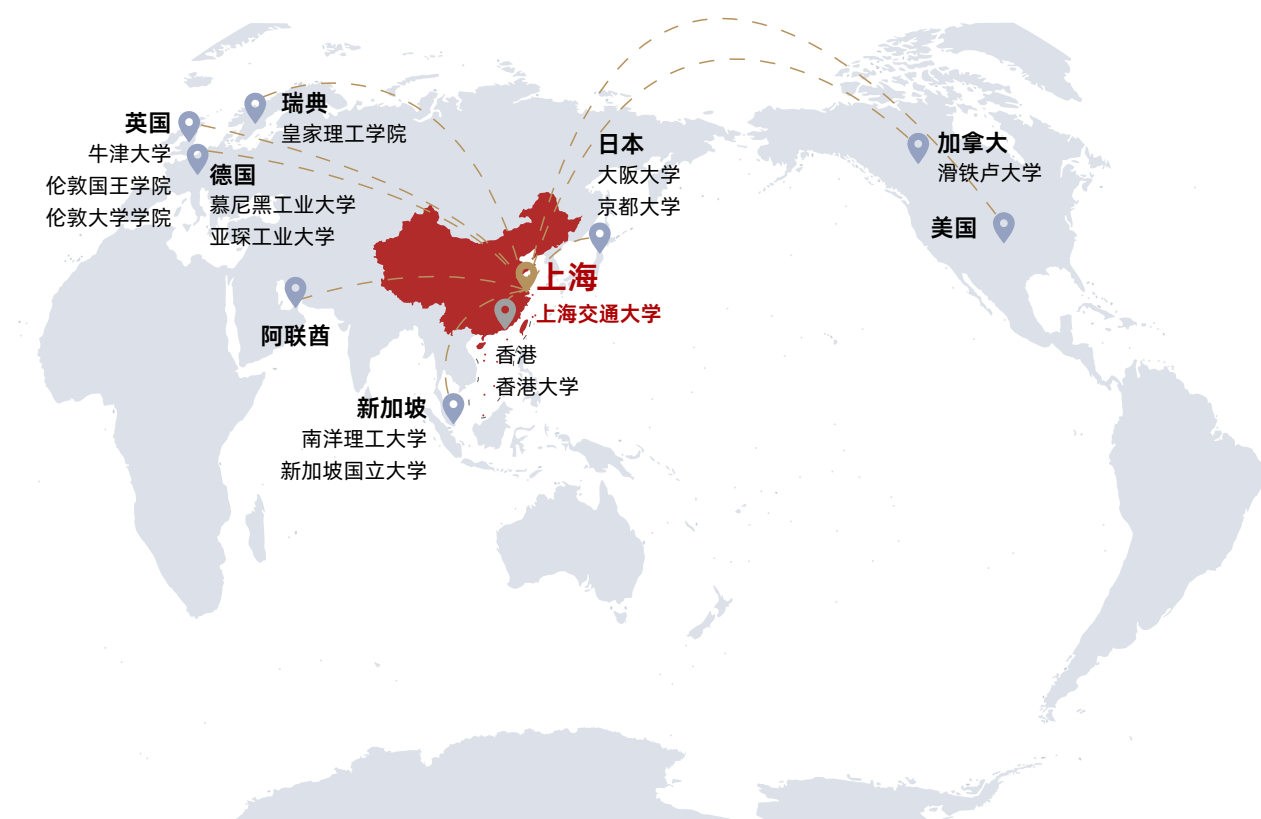 瑞典
皇家理工学院
英国
牛津大学
伦敦国王学院
伦敦大学学院
德国
慕尼黑工业大学
亚琛工业大学
日本
大阪大学
京都大学
加拿大
滑铁卢大学
美国
上海
上海交通大学
阿联酋
香港
香港大学
新加坡
南洋理工大学
新加坡国立大学